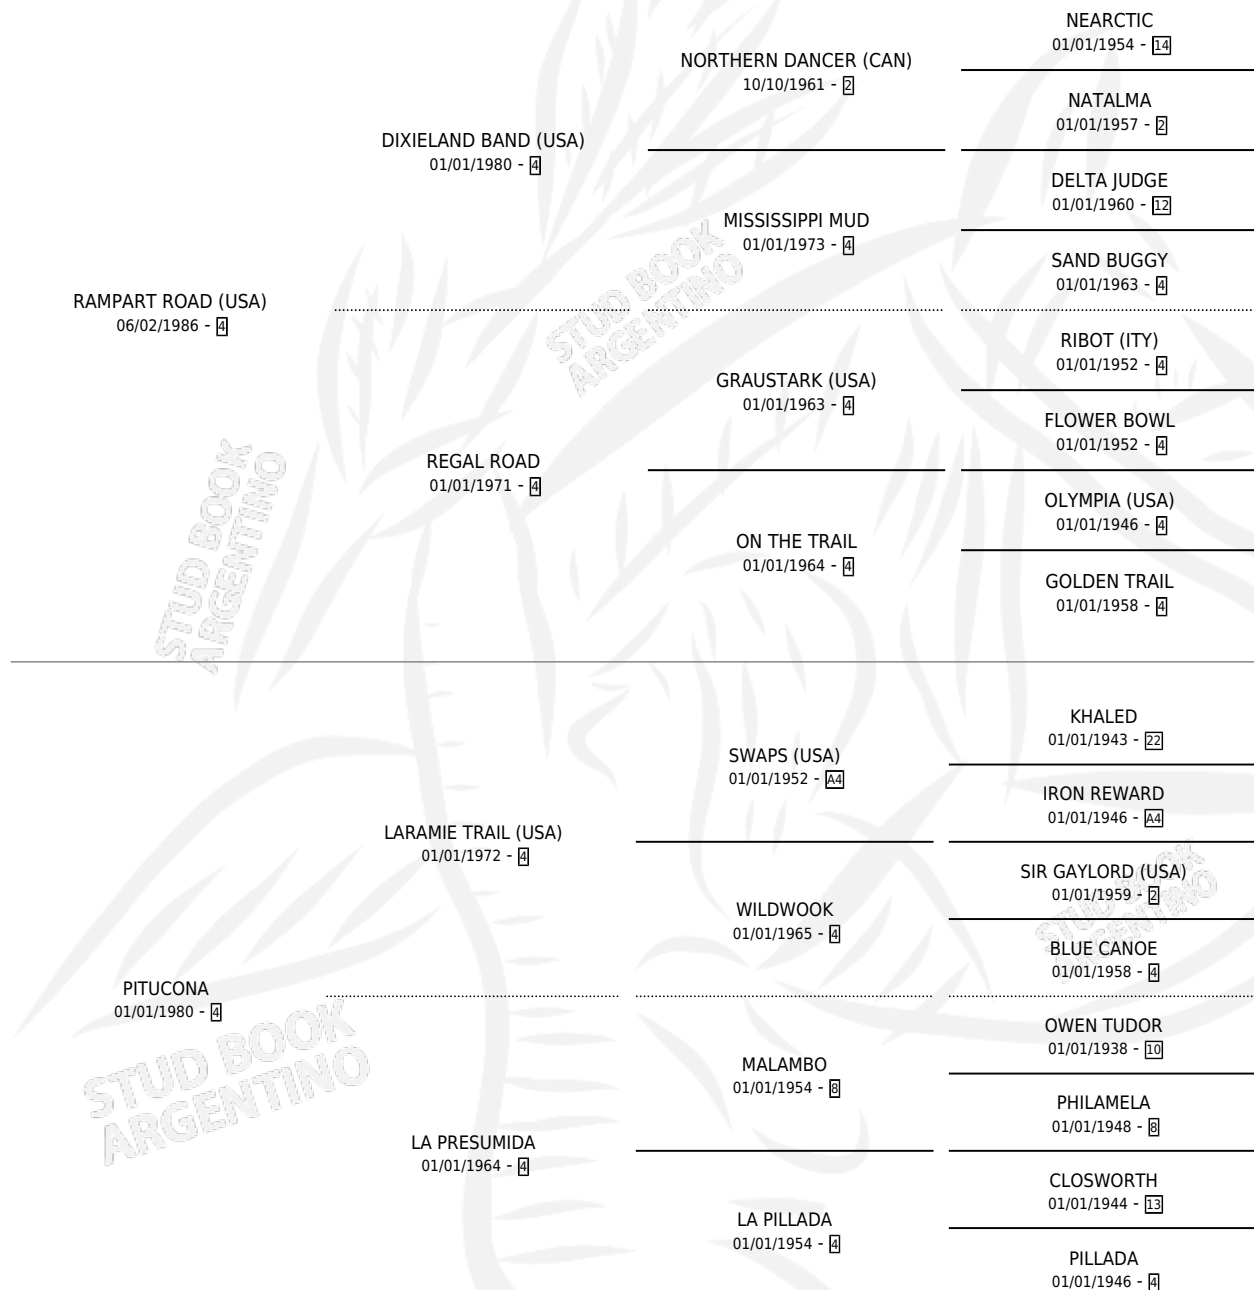 NEARCTIC
01/01/1954 - 14
NORTHERN DANCER (CAN)
10/10/1961 - 2
NATALMA
01/01/1957 - 2
DIXIELAND BAND (USA)
01/01/1980 - 4
DELTA JUDGE
01/01/1960 - 12
MISSISSIPPI MUD
01/01/1973 - 4
SAND BUGGY
01/01/1963 - 4
RAMPART ROAD (USA)
06/02/1986 - 4
STUD BOOK
ARGENTINO
RIBOT (ITY)
01/01/1952 - 4
GRAUSTARK (USA)
01/01/1963 - 4
FLOWER BOWL
01/01/1952 - 4
REGAL ROAD
01/01/1971 - 4
OLYMPIA (USA)
01/01/1946 - 4
ON THE TRAIL
01/01/1964 - 4
GOLDEN TRAIL
01/01/1958 - 4
STUD BOOK
ARGENTINO
KHALED
01/01/1943 - 22
SWAPS (USA)
01/01/1952 - A4
IRON REWARD
01/01/1946 - A4
LARAMIE TRAIL (USA)
01/01/1972 - 4
SIR GAYLORD (USA)
01/01/1959 - 2
WILDWOOK
01/01/1965 - 4
STUD BOOK
ARGENTINO
BLUE CANOE
01/01/1958 - 4
PITUCONA
01/01/1980 - 4
OWEN TUDOR
01/01/1938 - 10
MALAMBO
01/01/1954 - 8
STUD BOOK
ARGENTINO
PHILAMELA
01/01/1948 - 8
LA PRESUMIDA
01/01/1964 - 4
CLOSWORTH
01/01/1944 - 13
LA PILLADA
01/01/1954 - 4
PILLADA
01/01/1946 - 4